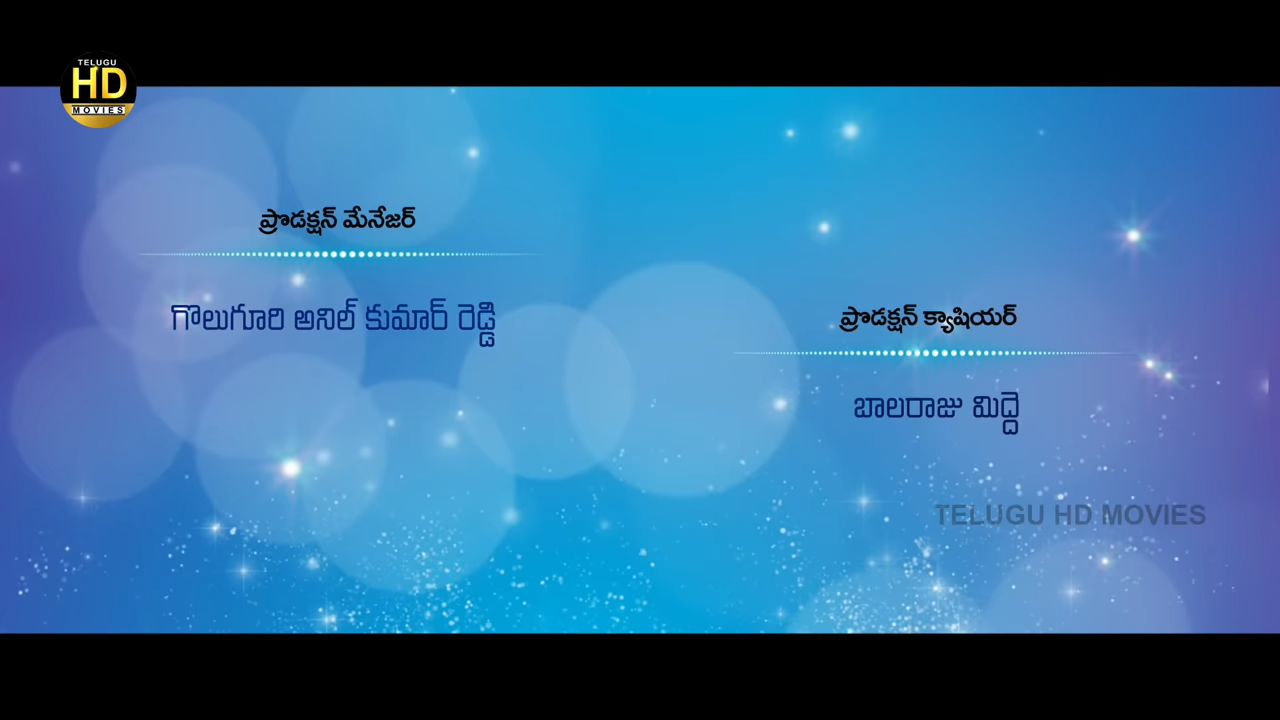 TELUGU
HD
MOVIES
ప్రొడక్షన్ మేనేజర్
గొలుగూరి అనిల్ కుమార్ రెడ్డి
ప్రొడక్షన్ క్యాషియర్
బాలరాజు మిద్దె
TELUGU HD MOVIES